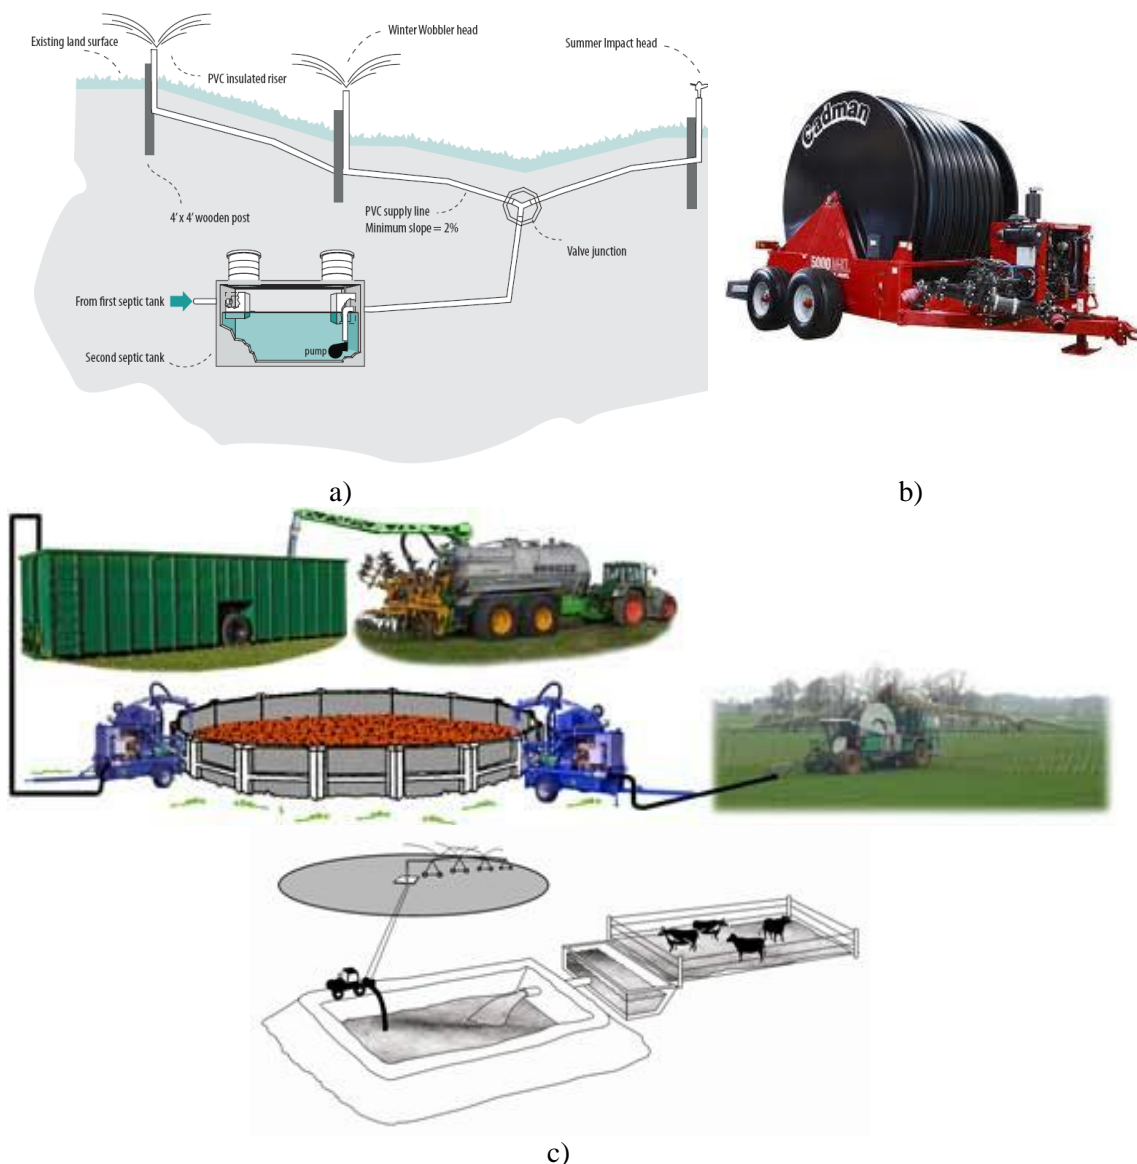 Existing land surface
PVC insulated riser
Winter Wobbler head
Summer Impact head
4' x 4' wooden post
PVC supply line
Minimum slope = 2%
Valve junction
From first septic tank
Second septic tank
pump
Cadman
5000
a)
b)
c)